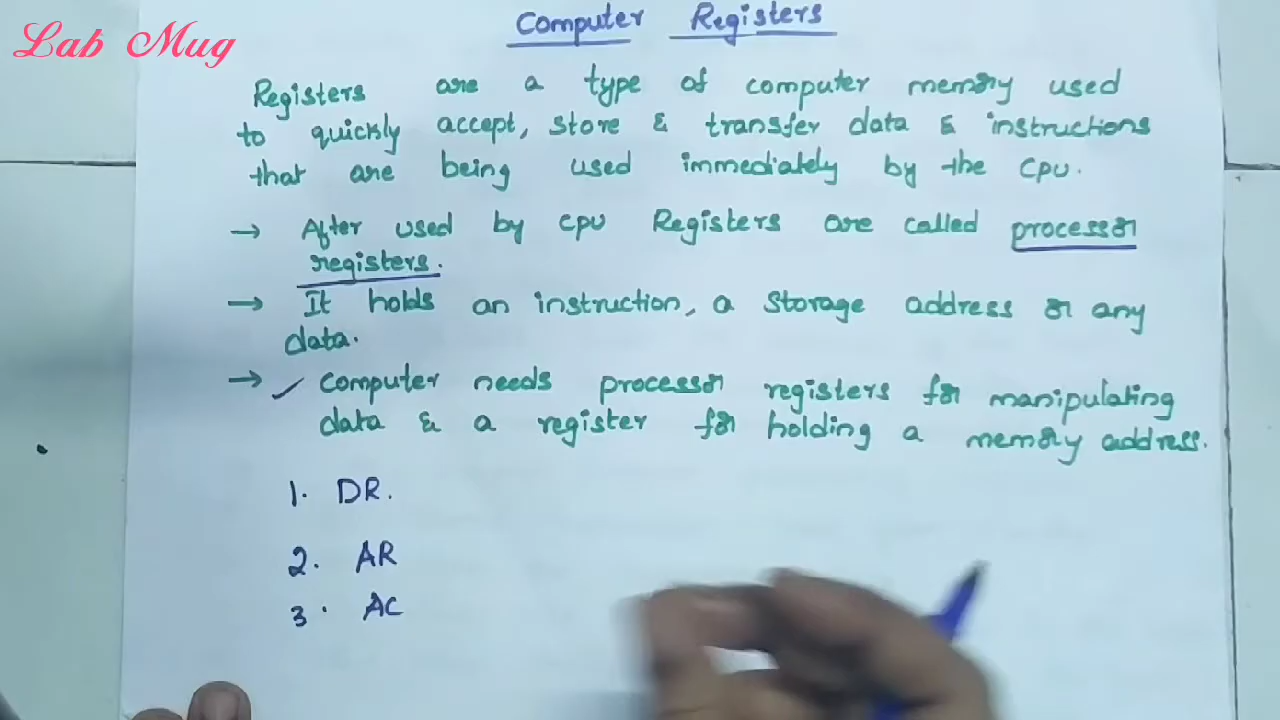 Lab Mug
Computer Registers
Registers are a type of computer memory used
to quickly accept, store & transfer data & instructions
that are being used immediately by the CPU.
→ After used by CPU Registers are called processor
registers.
→ It holds an instruction, a storage address or any
data.
→ ✓ Computer needs processor registers for manipulating
data & a register for holding a memory address.
1. DR.
2. AR
3. AC